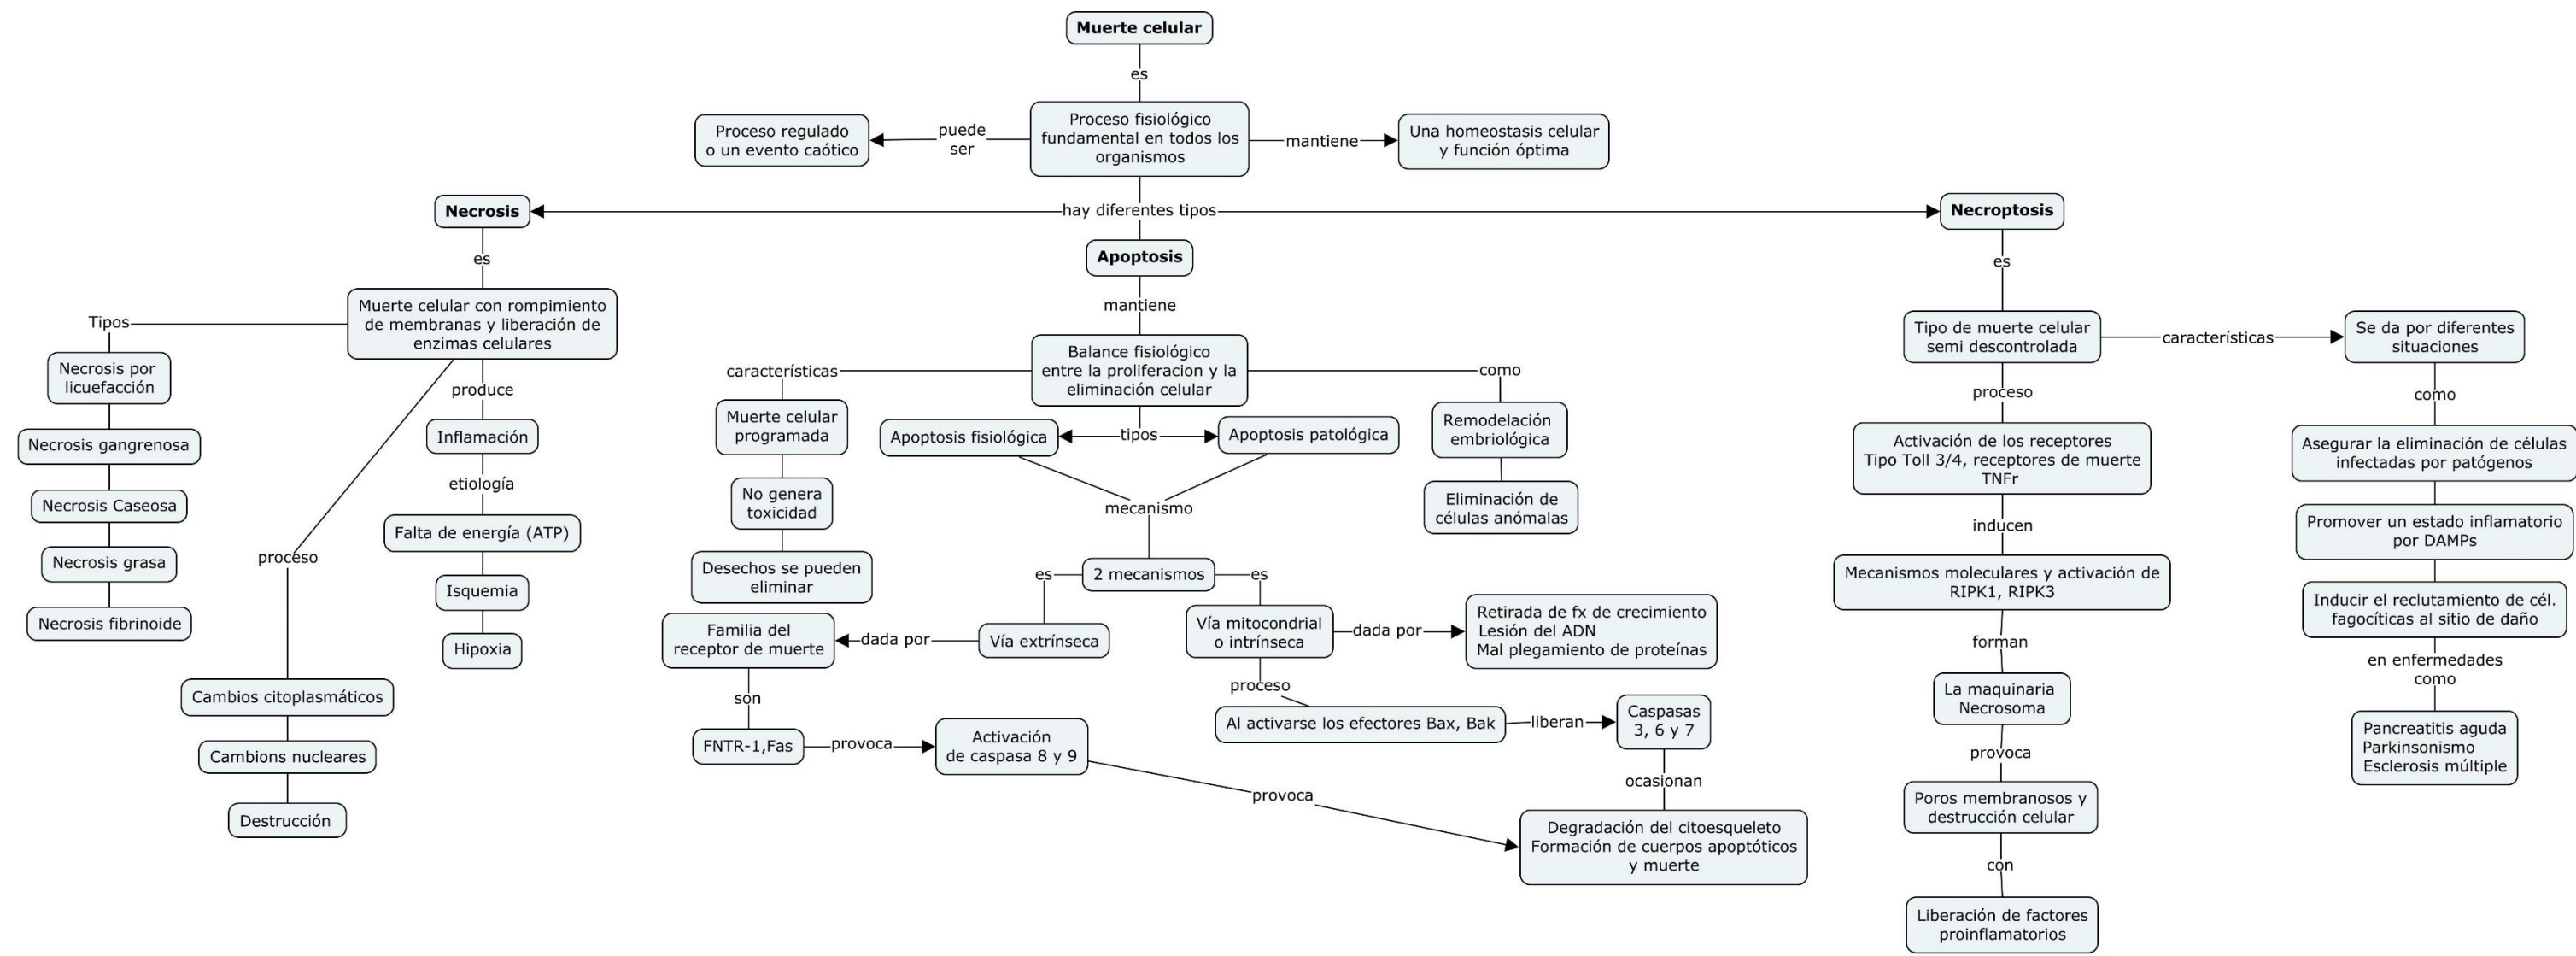 Muerte celular
es
Proceso regulado
o un evento caótico
puede
ser
Proceso fisiológico
fundamental en todos los
organismos
mantiene
Una homeostasis celular
y función óptima
hay diferentes tipos
Necrosis
es
Muerte celular con rompimiento
de membranas y liberación de
enzimas celulares
Tipos
Necrosis por
licuefacción
Necrosis gangrenosa
Necrosis Caseosa
Necrosis grasa
Necrosis fibrinoide
proceso
Cambios citoplasmáticos
Cambions nucleares
Destrucción
produce
Inflamación
etiología
Falta de energía (ATP)
Isquemia
Hipoxia
Apoptosis
mantiene
Balance fisiológico
entre la proliferacion y la
eliminación celular
características
Muerte celular
programada
No genera
toxicidad
Desechos se pueden
eliminar
Apoptosis fisiológica
tipos
Apoptosis patológica
como
Remodelación
embriológica
Eliminación de
células anómalas
mecanismo
es
2 mecanismos
es
Familia del
receptor de muerte
dada por
Vía extrínseca
son
FNTR-1,Fas
provoca
Activación
de caspasa 8 y 9
provoca
Vía mitocondrial
o intrínseca
dada por
Retirada de fx de crecimiento
Lesión del ADN
Mal plegamiento de proteínas
proceso
Al activarse los efectores Bax, Bak
liberan
Caspasas
3, 6 y 7
ocasionan
Degradación del citoesqueleto
Formación de cuerpos apoptóticos
y muerte
Necroptosis
es
Tipo de muerte celular
semi descontrolada
proceso
Activación de los receptores
Tipo Toll 3/4, receptores de muerte
TNFr
inducen
Mecanismos moleculares y activación de
RIPK1, RIPK3
forman
La maquinaria
Necrosoma
provoca
Poros membranosos y
destrucción celular
con
Liberación de factores
proinflamatorios
características
Se da por diferentes
situaciones
como
Asegurar la eliminación de células
infectadas por patógenos
Promover un estado inflamatorio
por DAMPs
Inducir el reclutamiento de cél.
fagocíticas al sitio de daño
en enfermedades
como
Pancreatitis aguda
Parkinsonismo
Esclerosis múltiple